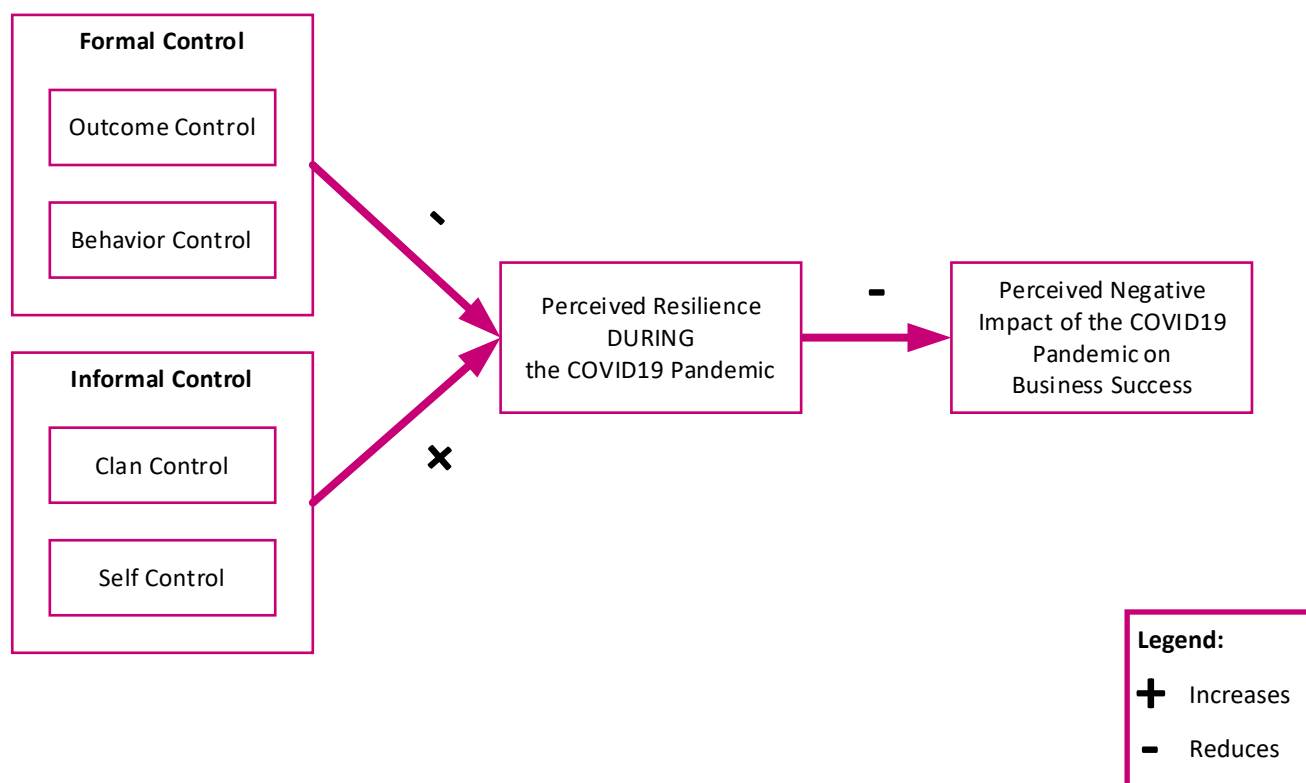 Formal Control
Outcome Control
Behavior Control
-
Informal Control
Clan Control
Self Control
+
Perceived Resilience
DURING
the COVID19 Pandemic
-
Perceived Negative
Impact of the COVID19
Pandemic on
Business Success
Legend:
+ Increases
- Reduces